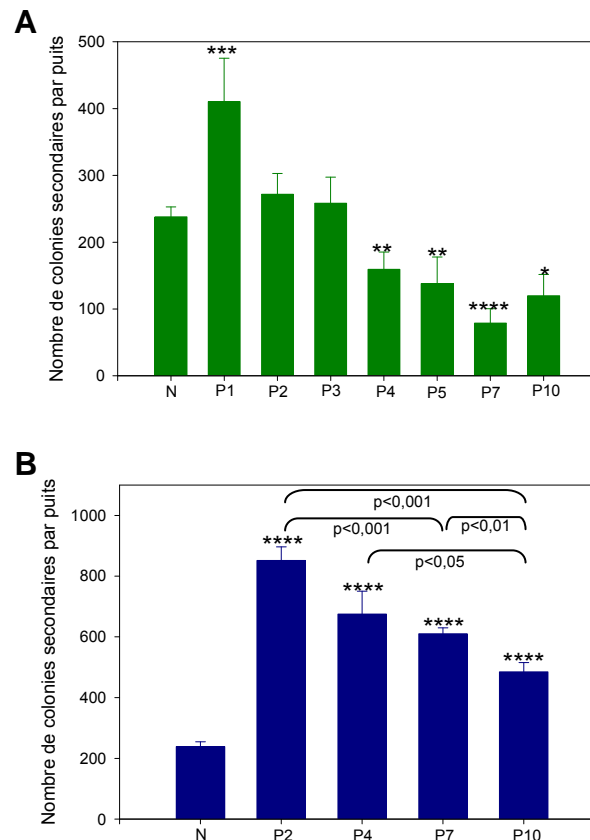 A
Nombre de colonies secondaires par puits
500
400
300
200
100
0
***
**
**
****
*
N P1 P2 P3 P4 P5 P7 P10
B
Nombre de colonies secondaires par puits
1000
800
600
400
200
0
p<0,001
p<0,001 p<0,01
p<0,05
****
****
****
****
N P2 P4 P7 P10